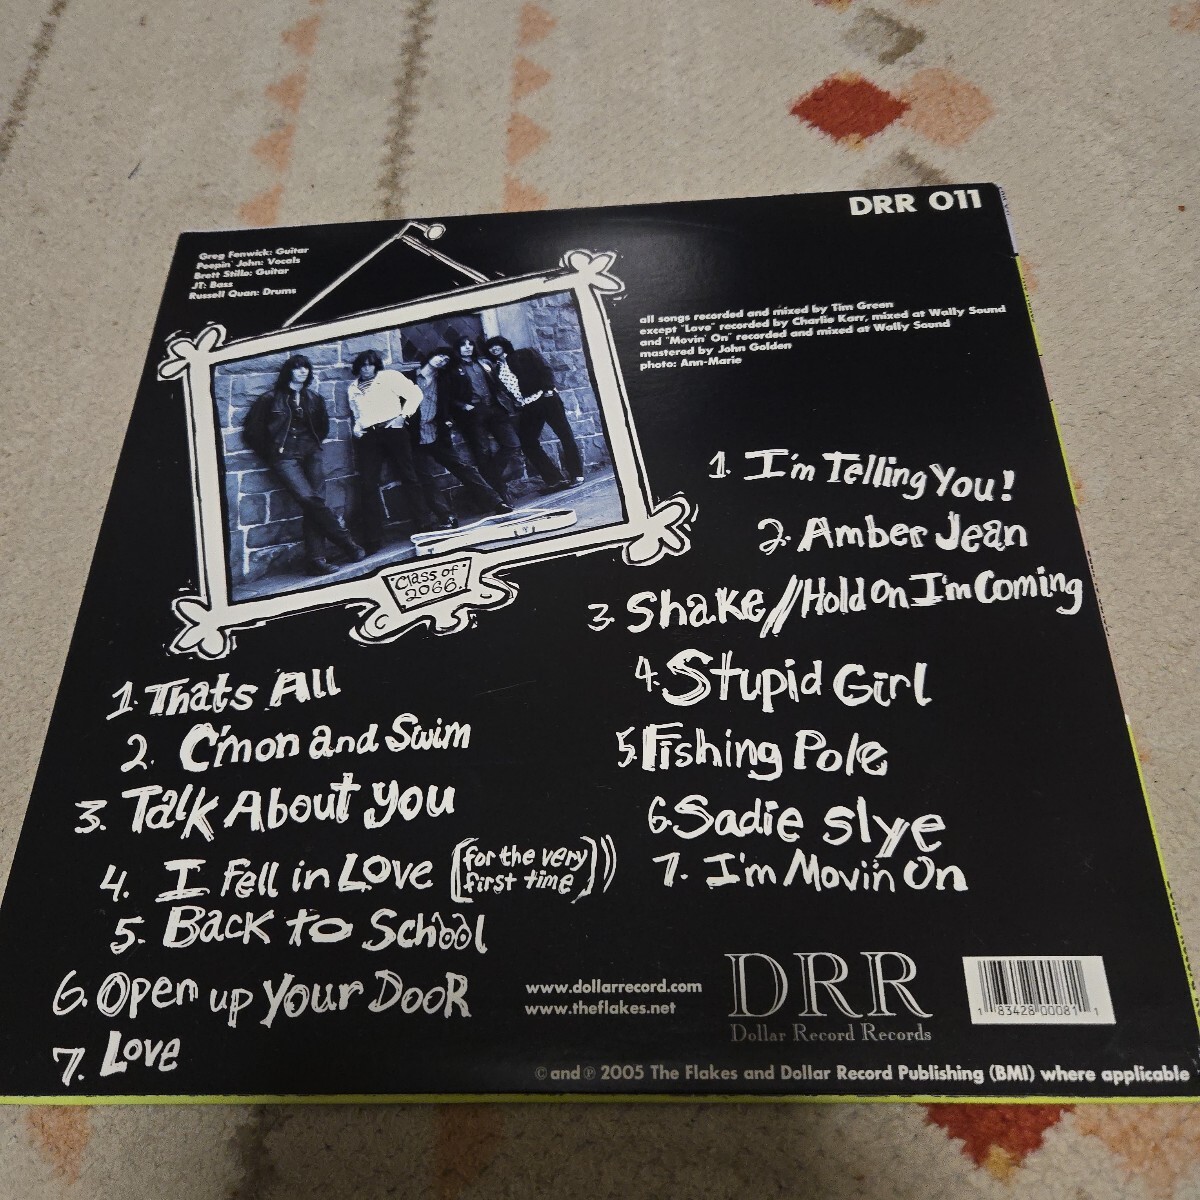 DRR 011
Greg Fenwick: Guitar
Peepin' John: Vocals
Brett Stillo: Guitar
JT: Bass
Russell Quan: Drums
all songs recorded and mixed by Tim Green
except "Love" recorded by Charlie Karr, mixed at Wally Sound
and "Movin' On" recorded and mixed at Wally Sound
mastered by John Golden
photo: Ann-Marie
Class of
2066.
1. Thats All
2. C'mon and Swim
3. Talk About You
4. I Fell in Love (for the very
first time)
5. Back to School
6. Open up Your Door
7. Love
1. I'm Telling You!
2. Amber Jean
3. Shake//Hold On I'm Coming
4. Stupid Girl
5. Fishing Pole
6. Sadie Slye
7. I'm Movin' On
www.dollarrecord.com
www.theflakes.net
DRR
Dollar Record Records
1 83428 00081 1
© and ℗ 2005 The Flakes and Dollar Record Publishing (BMI) where applicable